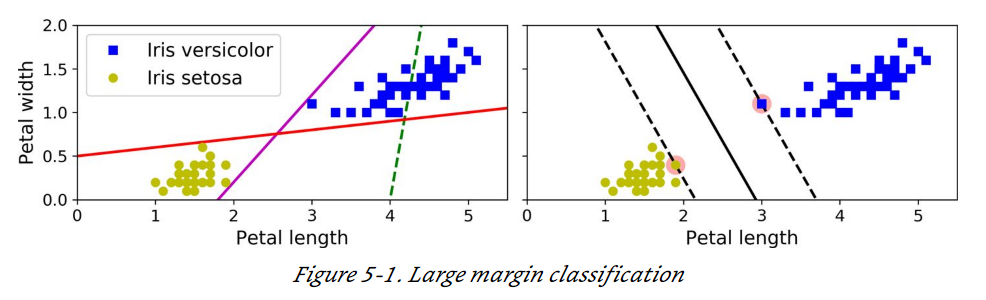 2.0
1.5
1.0
0.5
0.0
Petal width
Iris versicolor
Iris setosa
0 1 2 3 4 5
Petal length
0 1 2 3 4 5
Petal length
Figure 5-1. Large margin classification